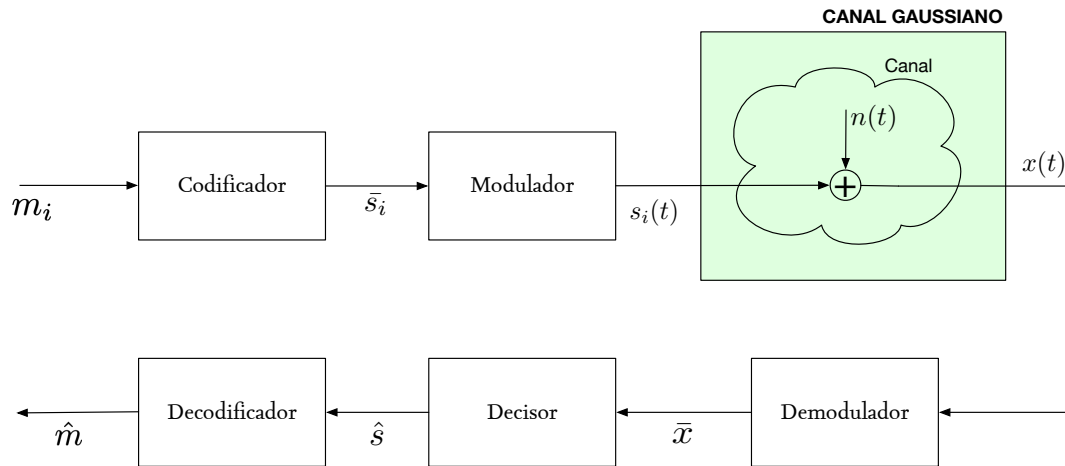 CANAL GAUSSIANO
Canal
n(t)
x(t)
Codificador
Modulador
m_i
s̄_i
s_i(t)
+
Decodificador
Decisor
Demodulador
m̂
ŝ
x̄